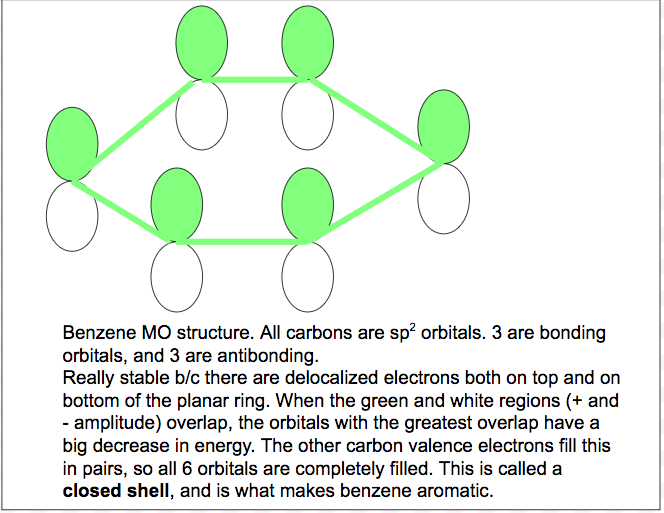 Benzene MO structure. All carbons are sp² orbitals. 3 are bonding
orbitals, and 3 are antibonding.
Really stable b/c there are delocalized electrons both on top and on
bottom of the planar ring. When the green and white regions (+ and
- amplitude) overlap, the orbitals with the greatest overlap have a
big decrease in energy. The other carbon valence electrons fill this
in pairs, so all 6 orbitals are completely filled. This is called a
closed shell, and is what makes benzene aromatic.